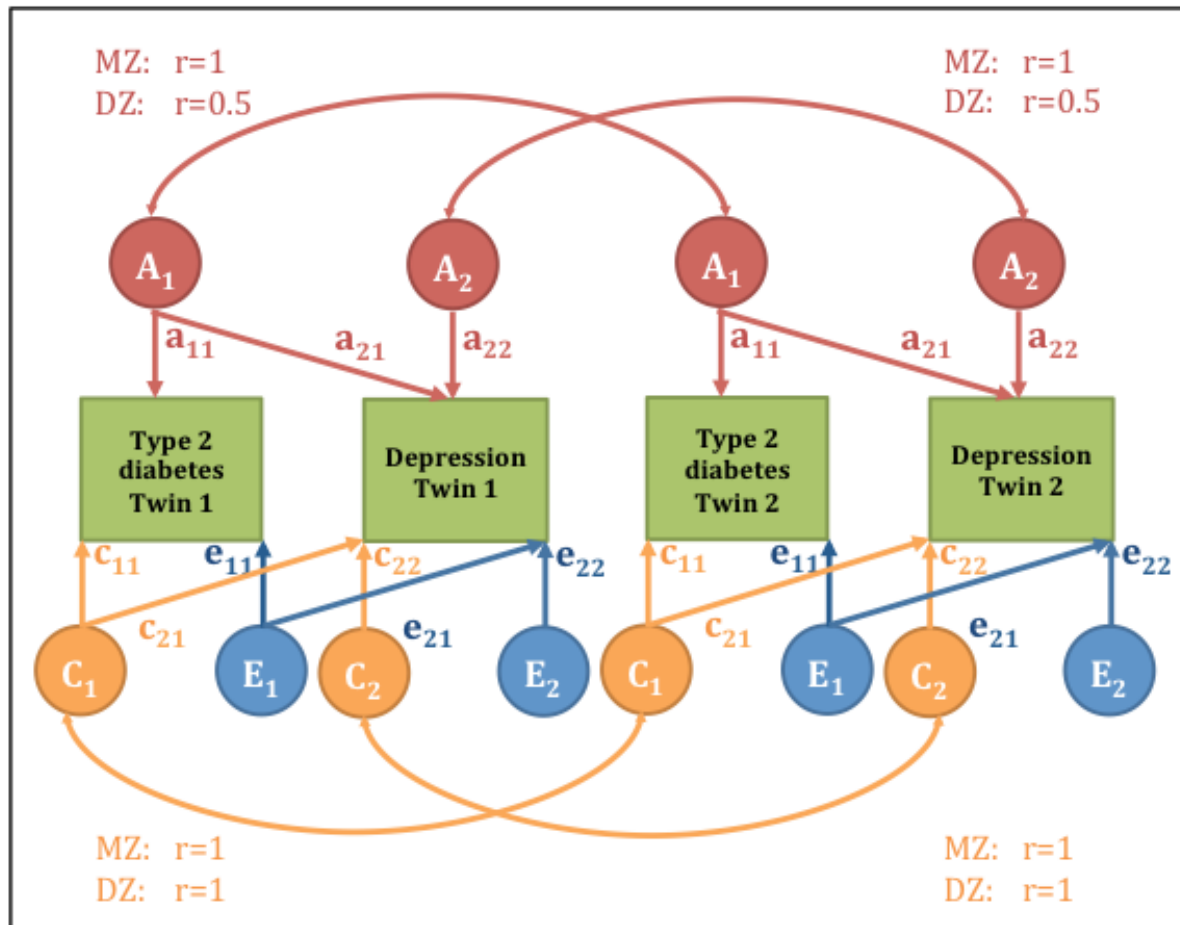 MZ: r=1
DZ: r=0.5
MZ: r=1
DZ: r=0.5
A₁
A₂
A₁
A₂
a₁₁
a₂₁
a₂₂
a₁₁
a₂₁
a₂₂
Type 2
diabetes
Twin 1
Depression
Twin 1
Type 2
diabetes
Twin 2
Depression
Twin 2
c₁₁
e₁₁
c₂₂
e₂₂
c₁₁
e₁₁
c₂₂
e₂₂
c₂₁
e₂₁
c₂₁
e₂₁
C₁
E₁
C₂
E₂
C₁
E₁
C₂
E₂
MZ: r=1
DZ: r=1
MZ: r=1
DZ: r=1